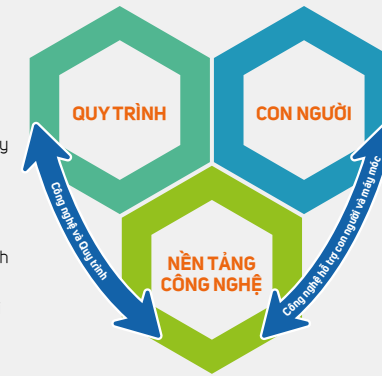 QUY TRÌNH
CON NGƯỜI
y
Công nghệ và Quy trình
Công nghệ hỗ trợ con người và máy móc
h
NỀN TẢNG
CÔNG NGHỆ